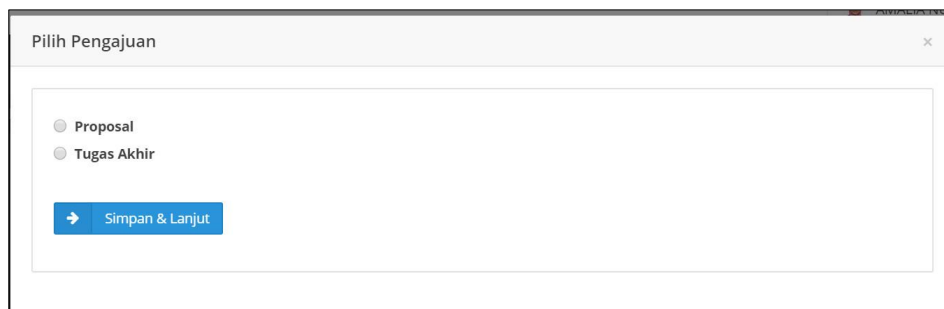 Pilih Pengajuan
×
Proposal
Tugas Akhir
Simpan & Lanjut